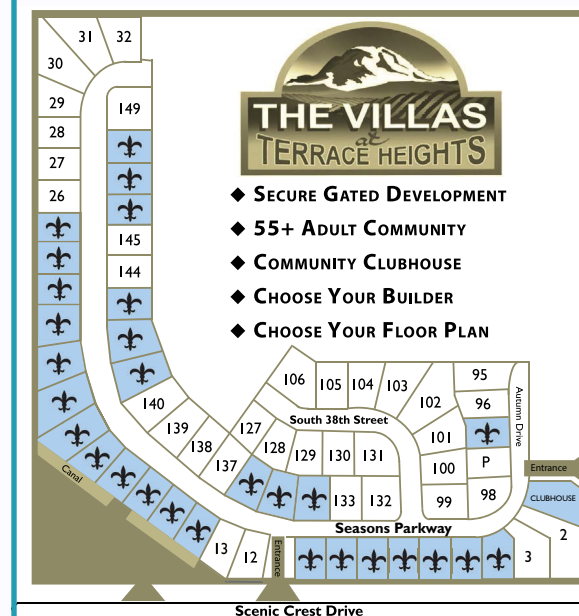 31 32
30
29
28
27
26
149
145
144
THE VILLAS
at
TERRACE HEIGHTS
◆ SECURE GATED DEVELOPMENT
◆ 55+ ADULT COMMUNITY
◆ COMMUNITY CLUBHOUSE
◆ CHOOSE YOUR BUILDER
◆ CHOOSE YOUR FLOOR PLAN
106 105 104 103 102
95
96
Autumn Drive
South 38th Street
140
139
138
137
127
128 129 130 131
101
100 P
99 98
133 132
Entrance
CLUBHOUSE
Seasons Parkway
Canal
13 12
Entrance
3 2
Scenic Crest Drive